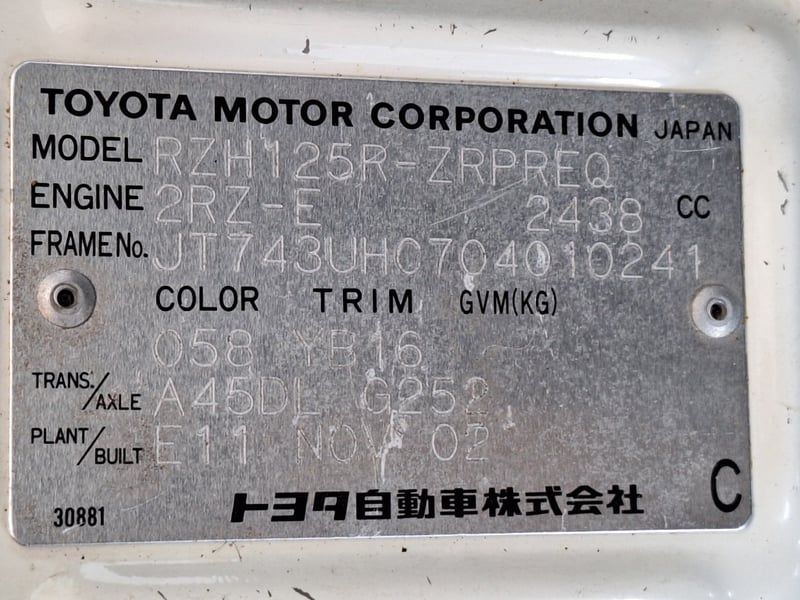 TOYOTA MOTOR CORPORATION JAPAN
MODEL RZH125R-ZRPREQ
ENGINE 2RZ-E 2438 CC
FRAME No. JT743UHC704010241
COLOR TRIM GVM(KG)
058 YB16
TRANS./AXLE A45DL G252
PLANT/BUILT E11 NOV 02
30881 トヨタ自動車株式会社 C